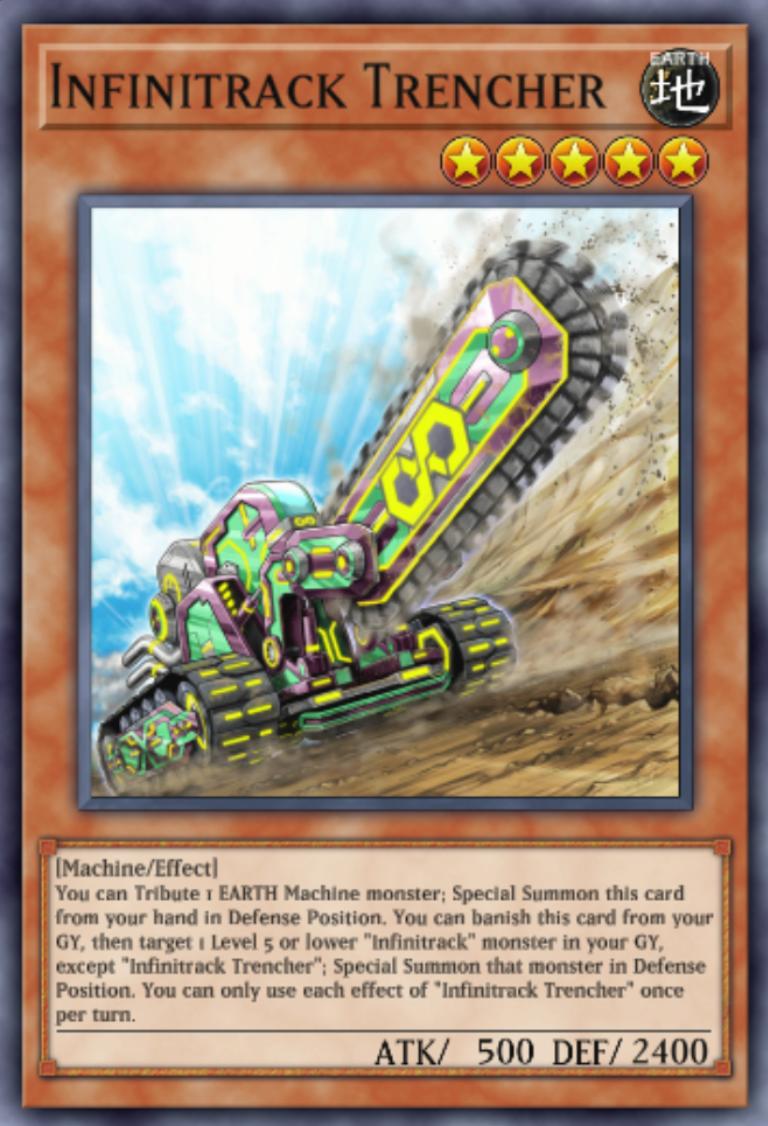 Infinitrack Trencher
EARTH
地
[Machine/Effect]
You can Tribute 1 EARTH Machine monster; Special Summon this card
from your hand in Defense Position. You can banish this card from your
GY, then target 1 Level 5 or lower "Infinitrack" monster in your GY,
except "Infinitrack Trencher"; Special Summon that monster in Defense
Position. You can only use each effect of "Infinitrack Trencher" once
per turn.
ATK/ 500 DEF/ 2400